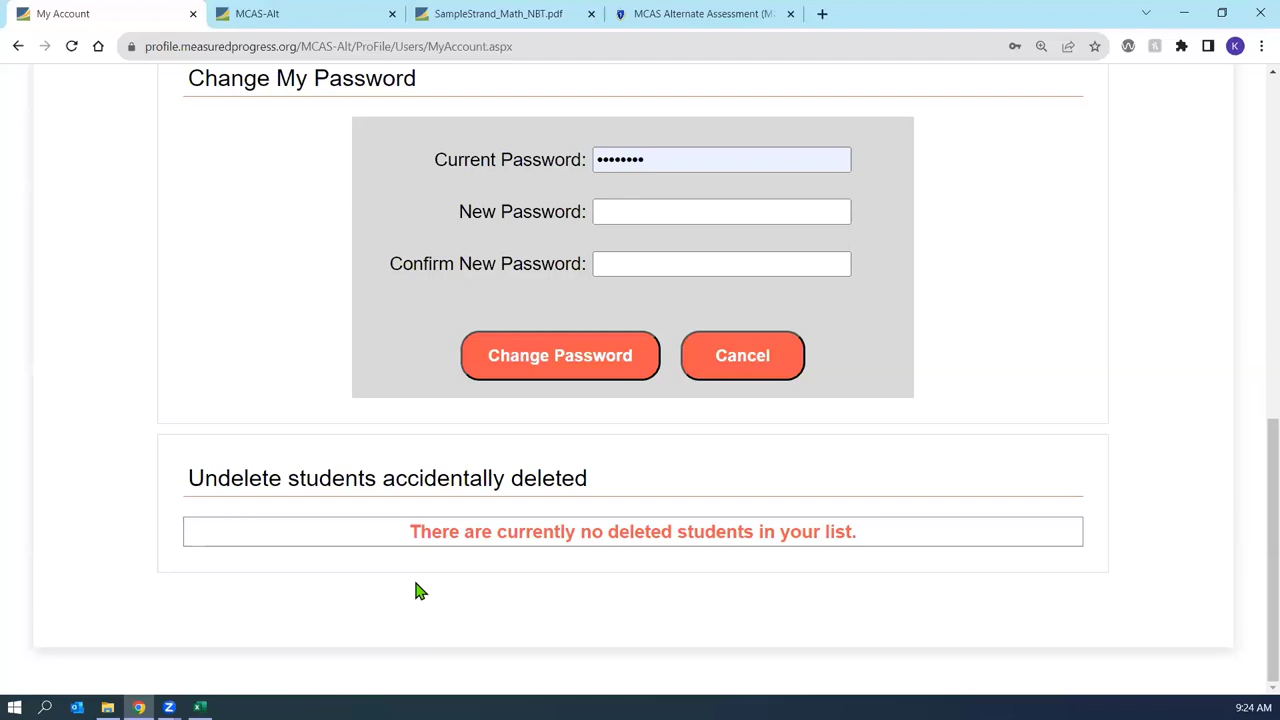 My Account
MCAS-Alt
SampleStrand_Math_NBT.pdf
MCAS Alternate Assessment (M
profile.measuredprogress.org/MCAS-Alt/ProFile/Users/MyAccount.aspx
K
Change My Password
Current Password: ••••••••
New Password:
Confirm New Password:
Change Password
Cancel
Undelete students accidentally deleted
There are currently no deleted students in your list.
9:24 AM